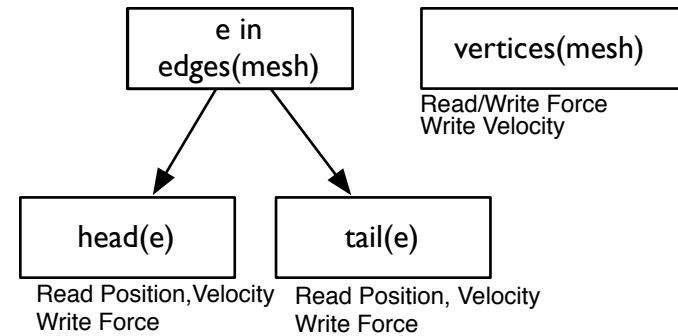 e in
edges(mesh)
vertices(mesh)
Read/Write Force
Write Velocity
head(e)
tail(e)
Read Position,Velocity
Write Force
Read Position, Velocity
Write Force